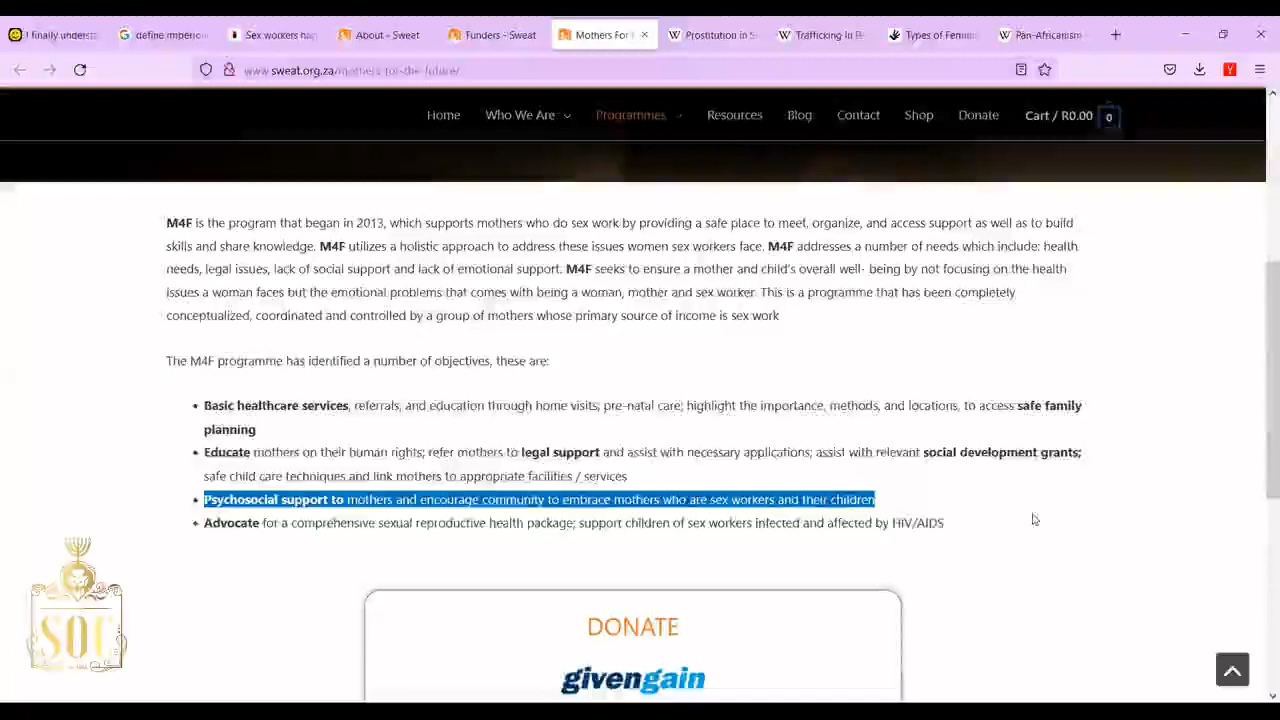 I finally underst
define imperion
Sex workers ha
About - Sweat
Funders - Sweat
Mothers For
Prostitution in S
Trafficking in B
Types of Femin
Pan-Africanism
www.sweat.org.za/mothers-for-the-future/
Home Who We Are Programmes Resources Blog Contact Shop Donate Cart / R0.00 0
M4F is the program that began in 2013, which supports mothers who do sex work by providing a safe place to meet, organize, and access support as well as to build
skills and share knowledge. M4F utilizes a holistic approach to address these issues women sex workers face. M4F addresses a number of needs which include: health
needs, legal issues, lack of social support and lack of emotional support. M4F seeks to ensure a mother and child's overall well- being by not focusing on the health
issues a woman faces but the emotional problems that comes with being a woman, mother and sex worker. This is a programme that has been completely
conceptualized, coordinated and controlled by a group of mothers whose primary source of income is sex work
The M4F programme has identified a number of objectives, these are:
Basic healthcare services, referrals, and education through home visits; pre-natal care; highlight the importance, methods, and locations, to access safe family
planning
Educate mothers on their human rights; refer mothers to legal support and assist with necessary applications; assist with relevant social development grants;
safe child care techniques and link mothers to appropriate facilities / services
Psychosocial support to mothers and encourage community to embrace mothers who are sex workers and their children
Advocate for a comprehensive sexual reproductive health package; support children of sex workers infected and affected by HIV/AIDS
SOC
DONATE
givengain